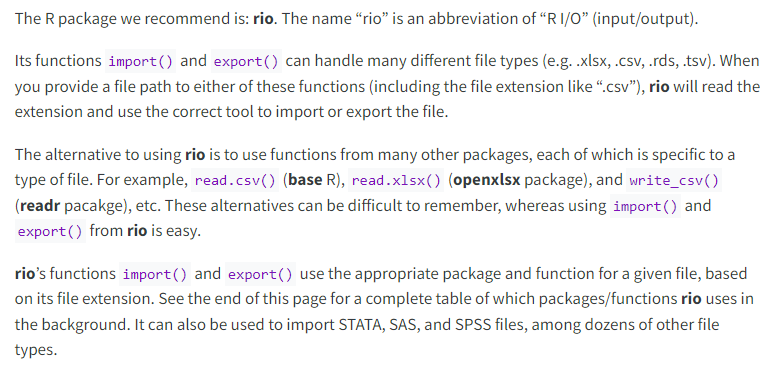 The R package we recommend is: rio. The name “rio” is an abbreviation of “R I/O” (input/output).
Its functions import() and export() can handle many different file types (e.g. .xlsx, .csv, .rds, .tsv). When
you provide a file path to either of these functions (including the file extension like “.csv”), rio will read the
extension and use the correct tool to import or export the file.
The alternative to using rio is to use functions from many other packages, each of which is specific to a
type of file. For example, read.csv() (base R), read.xlsx() (openxlsx package), and write_csv()
(readr pacakge), etc. These alternatives can be difficult to remember, whereas using import() and
export() from rio is easy.
rio’s functions import() and export() use the appropriate package and function for a given file, based
on its file extension. See the end of this page for a complete table of which packages/functions rio uses in
the background. It can also be used to import STATA, SAS, and SPSS files, among dozens of other file
types.